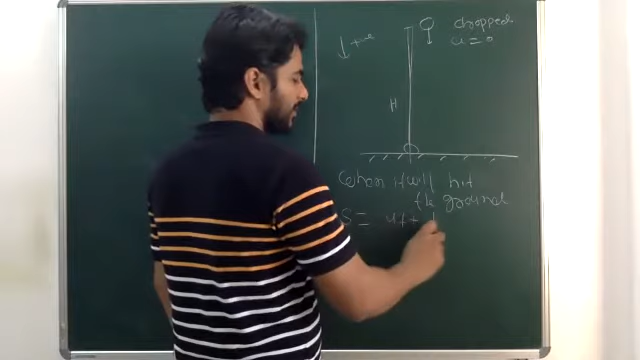 ↓ +ve
dropped
u = 0
H
When it will hit
the ground
S = ut + 1